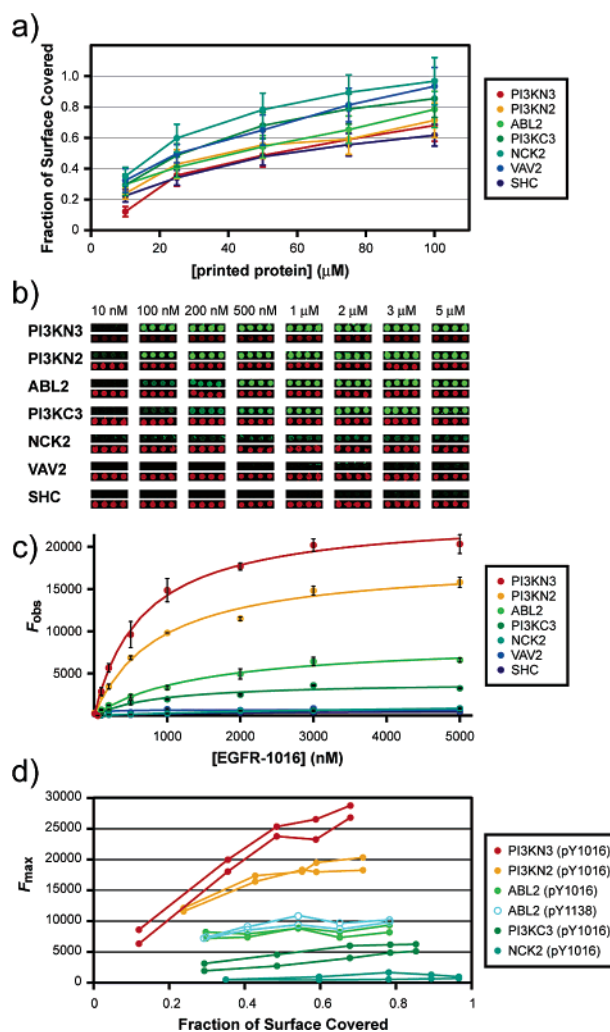 a)
Fraction of Surface Covered
1.0
0.8
0.6
0.4
0.2
0
0 20 40 60 80 100
[printed protein] (µM)
PI3KN3
PI3KN2
ABL2
PI3KC3
NCK2
VAV2
SHC
b)
10 nM 100 nM 200 nM 500 nM 1 µM 2 µM 3 µM 5 µM
PI3KN3
PI3KN2
ABL2
PI3KC3
NCK2
VAV2
SHC
c)
Fobs
20000
15000
10000
5000
1000 2000 3000 4000 5000
[EGFR-1016] (nM)
PI3KN3
PI3KN2
ABL2
PI3KC3
NCK2
VAV2
SHC
d)
Fmax
30000
25000
20000
15000
10000
5000
0
0 0.2 0.4 0.6 0.8 1
Fraction of Surface Covered
PI3KN3 (pY1016)
PI3KN2 (pY1016)
ABL2 (pY1016)
ABL2 (pY1138)
PI3KC3 (pY1016)
NCK2 (pY1016)